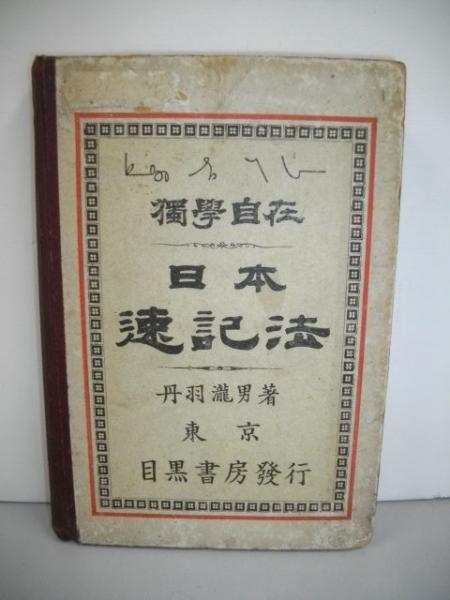 獨學自在
日本
速記法
丹羽瀧男著
東京
目黒書房發行